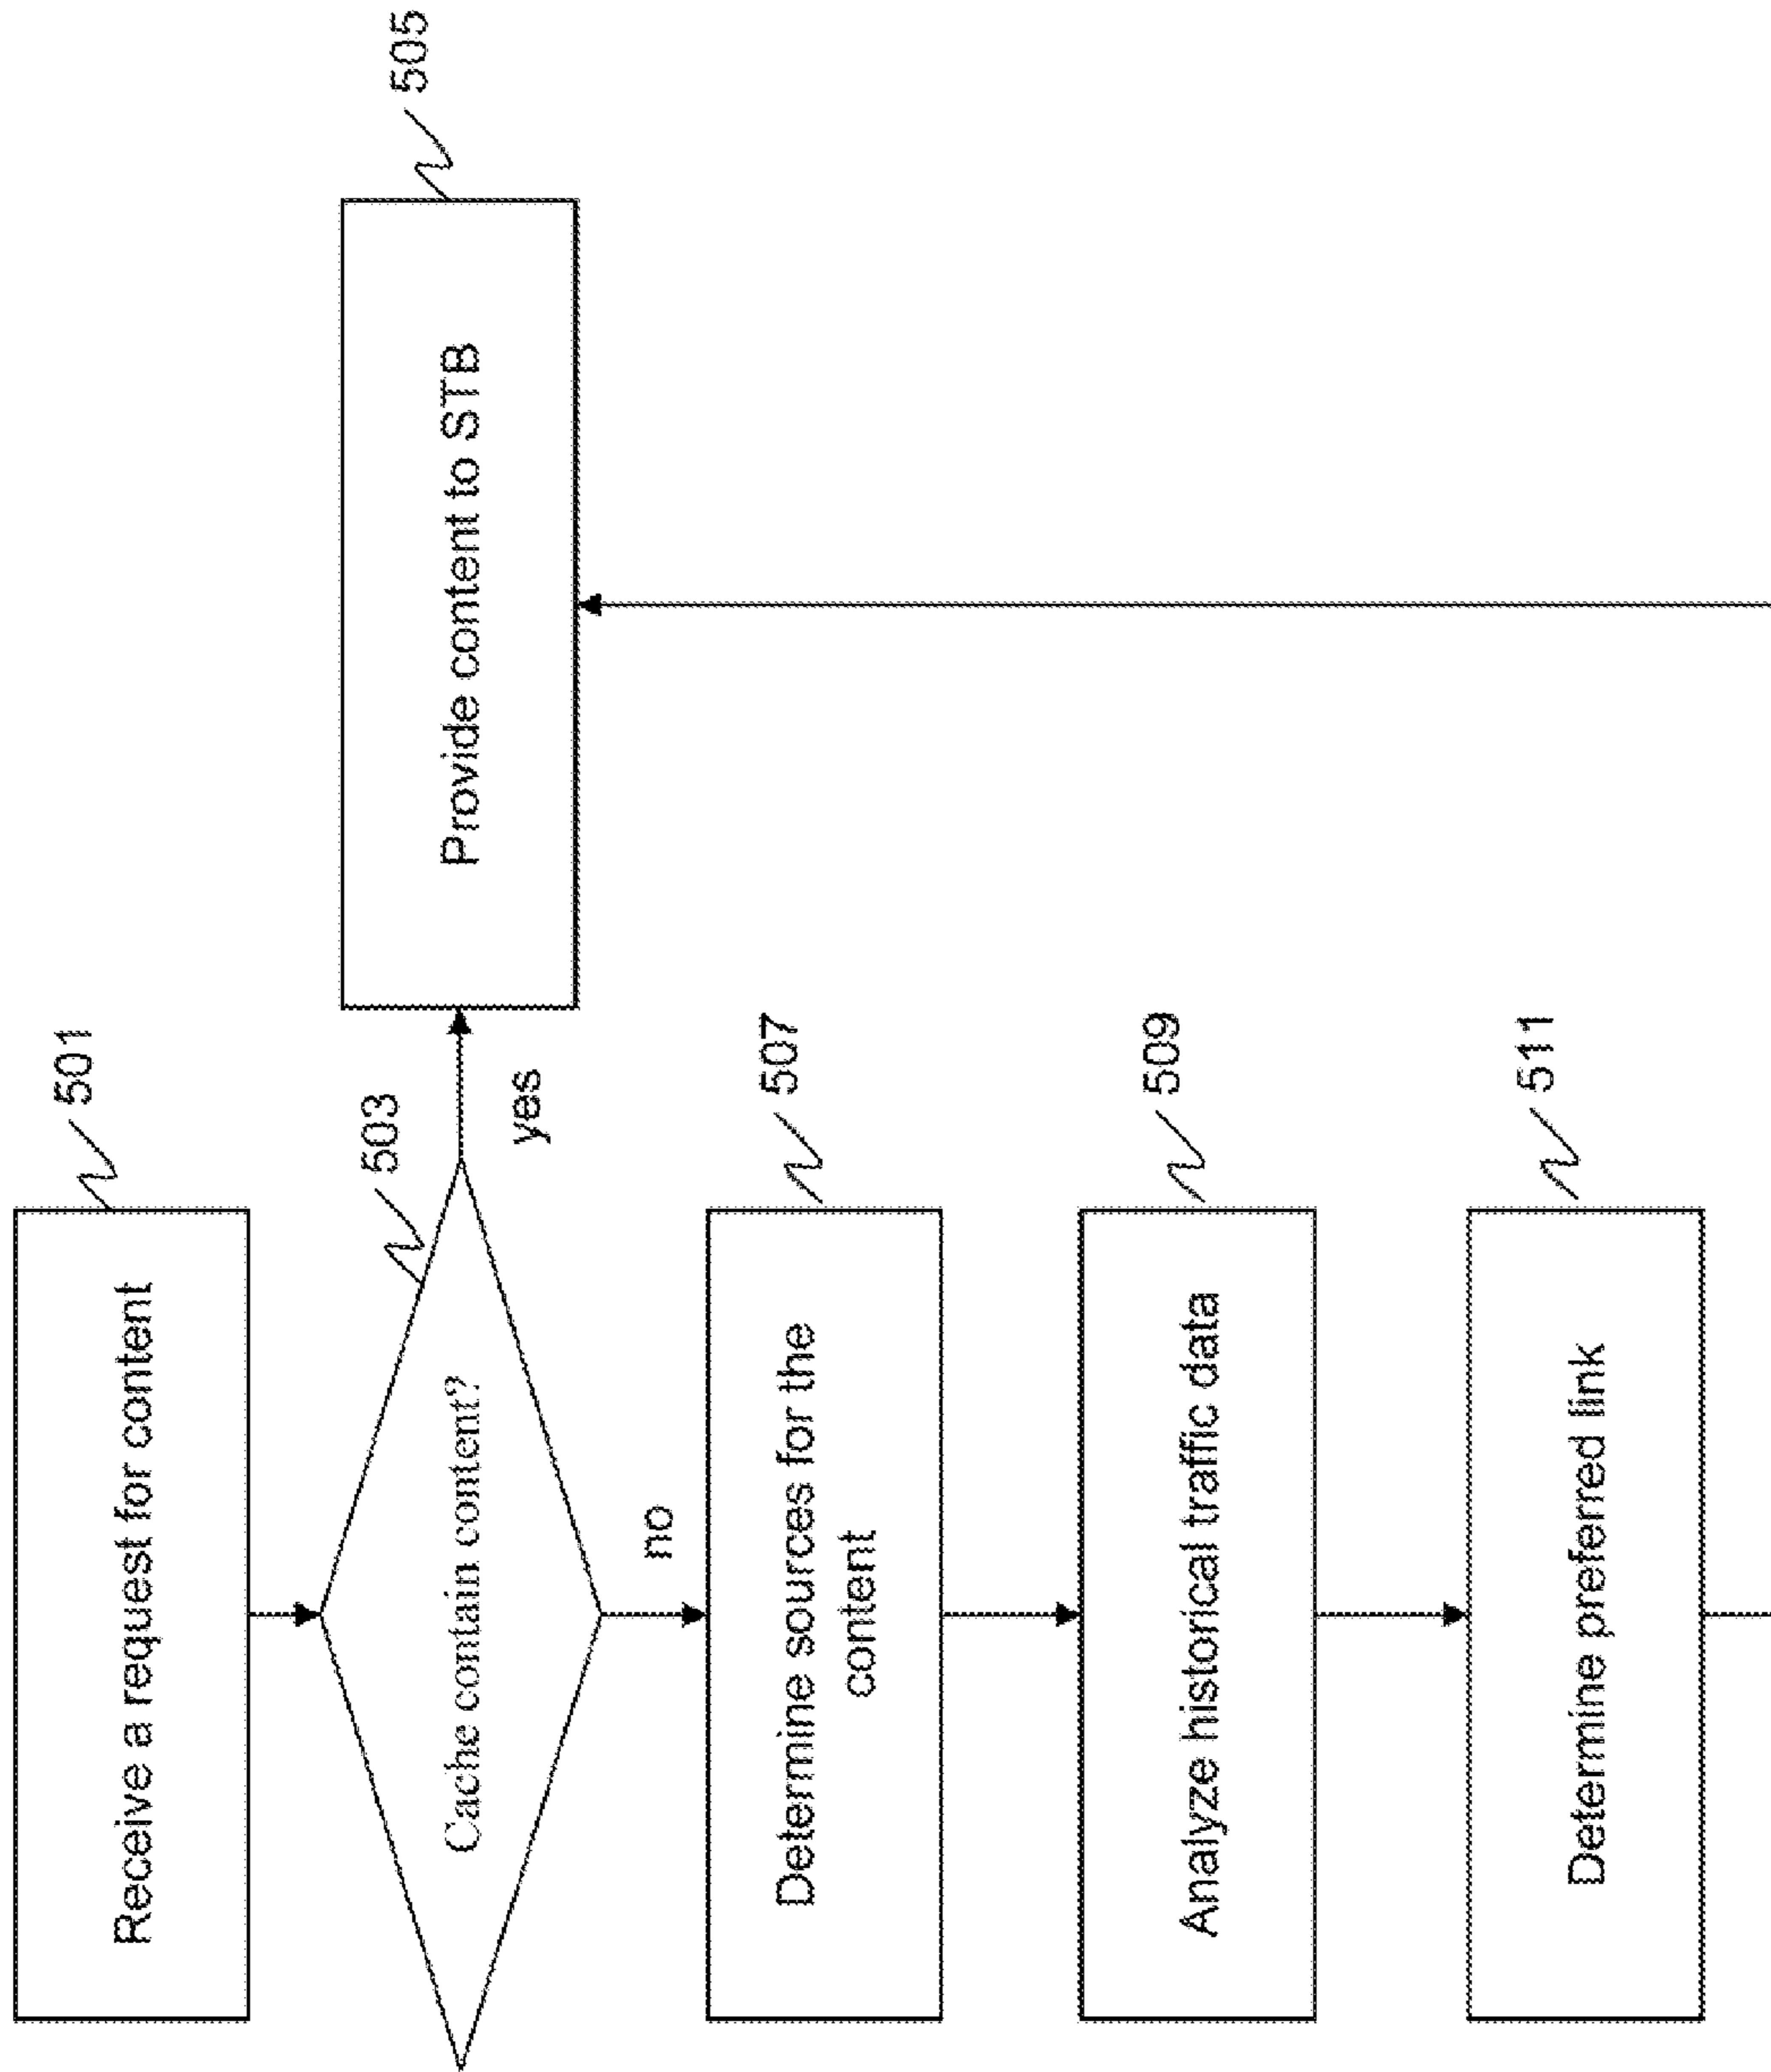 Receive a request for content
501
Cache contain content?
503
yes
Provide content to STB
505
no
Determine sources for the
content
507
Analyze historical traffic data
509
Determine preferred link
511